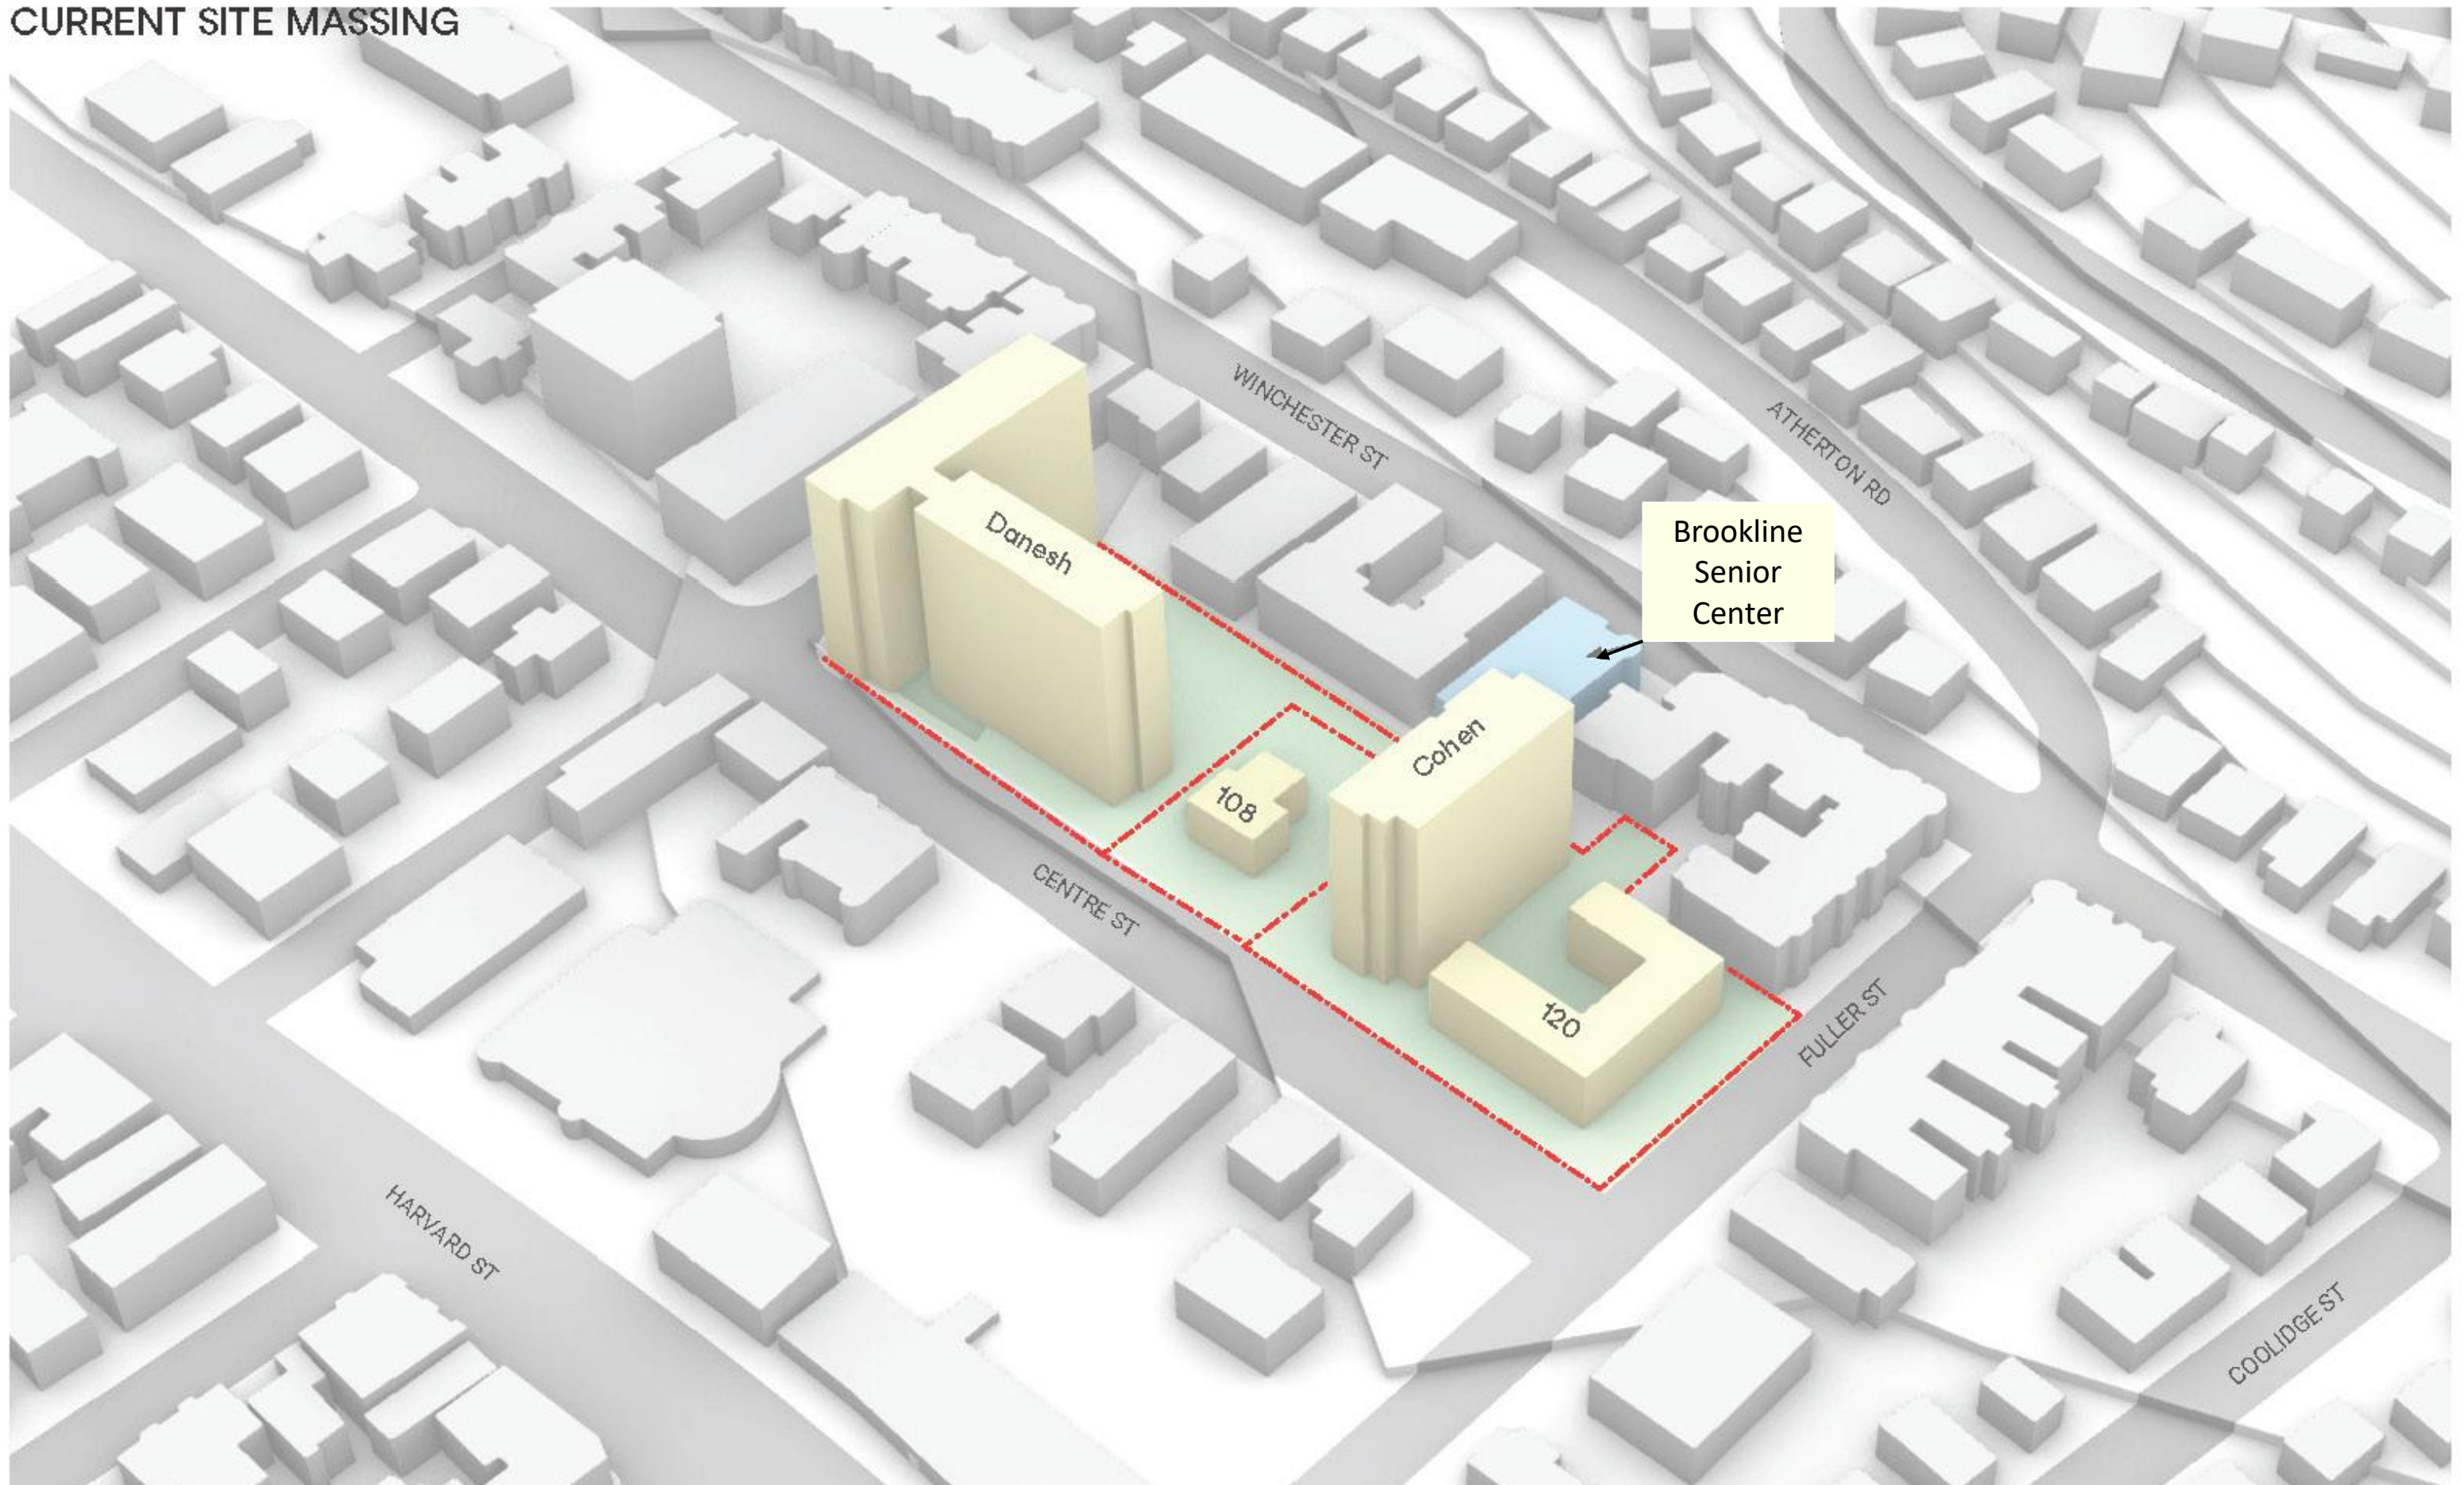 CURRENT SITE MASSING
WINCHESTER ST
ATHERTON RD
Brookline
Senior
Center
Danesh
Cohen
108
CENTRE ST
120
FULLER ST
HARVARD ST
COOLIDGE ST